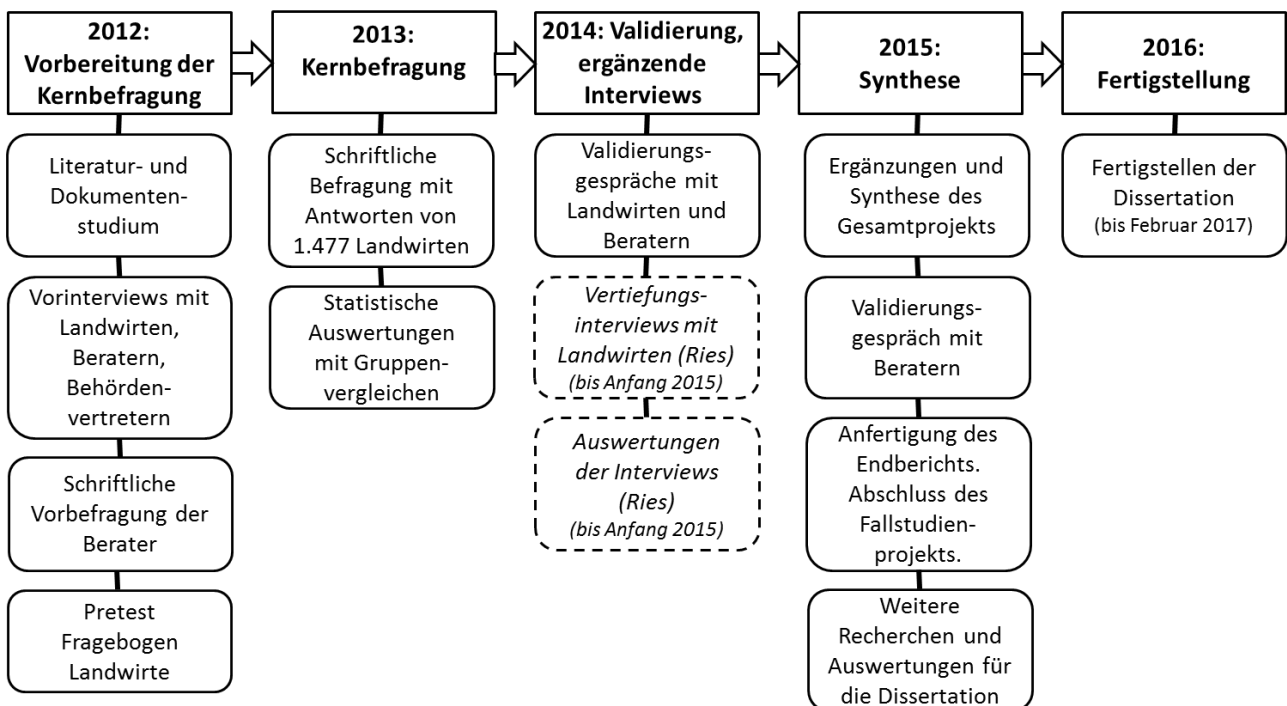 2012:
Vorbereitung der
Kernbefragung
2013:
Kernbefragung
2014: Validierung,
ergänzende
Interviews
2015:
Synthese
2016:
Fertigstellung
Literatur- und
Dokumenten-
studium
Vorinterviews mit
Landwirten,
Beratern,
Behörden-
vertretern
Schriftliche
Vorbefragung der
Berater
Pretest
Fragebogen
Landwirte
Schriftliche
Befragung mit
Antworten von
1.477 Landwirten
Statistische
Auswertungen
mit Gruppen-
vergleichen
Validierungs-
gespräche mit
Landwirten und
Beratern
Vertiefungs-
interviews mit
Landwirten (Ries)
(bis Anfang 2015)
Auswertungen
der Interviews
(Ries)
(bis Anfang 2015)
Ergänzungen und
Synthese des
Gesamtprojekts
Validierungs-
gespräch mit
Beratern
Anfertigung des
Endberichts.
Abschluss des
Fallstudien-
projekts.
Weitere
Recherchen und
Auswertungen für
die Dissertation
Fertigstellen der
Dissertation
(bis Februar 2017)